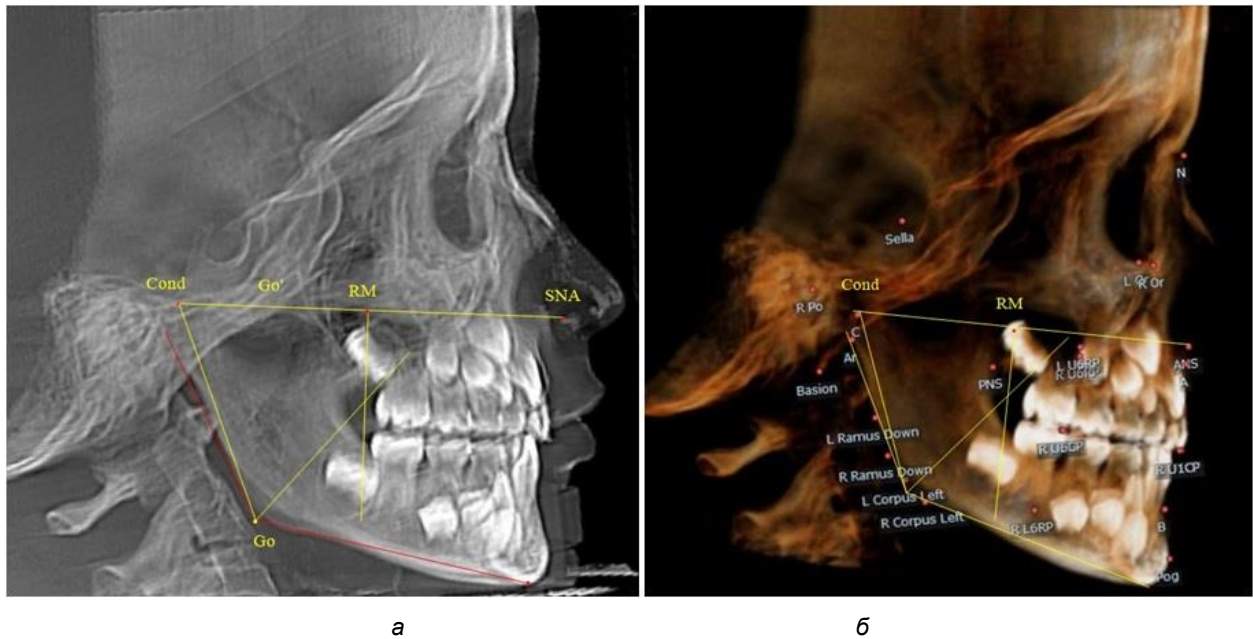 Cond
Go'
RM
SNA
Go
N
Sella
L Or
R Or
R Po
Cond
RM
C
Ar
Basion
PNS
L U6RP
ANS
A
L Ramus Down
R U6CP
R Ramus Down
R U1CP
L Corpus Left
R Corpus Left
R L6RP
B
Pog
а
б